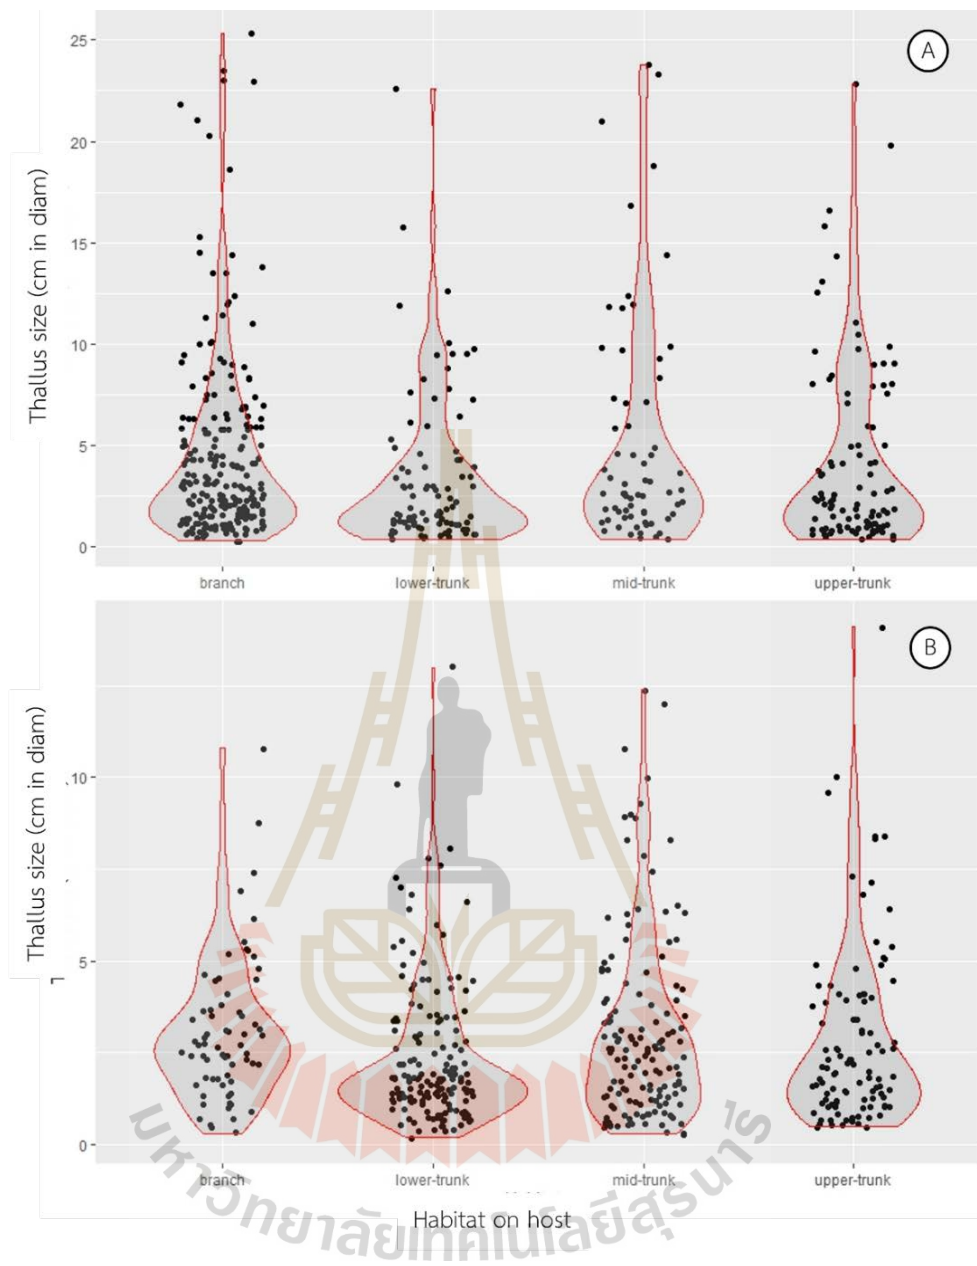 A
Thallus size (cm in diam)
25
20
15
10
5
0
branch lower-trunk mid-trunk upper-trunk
B
Thallus size (cm in diam)
10
5
0
branch lower-trunk mid-trunk upper-trunk
Habitat on host
มหาวิทยาลัยเทคโนโลยีสุรนารี